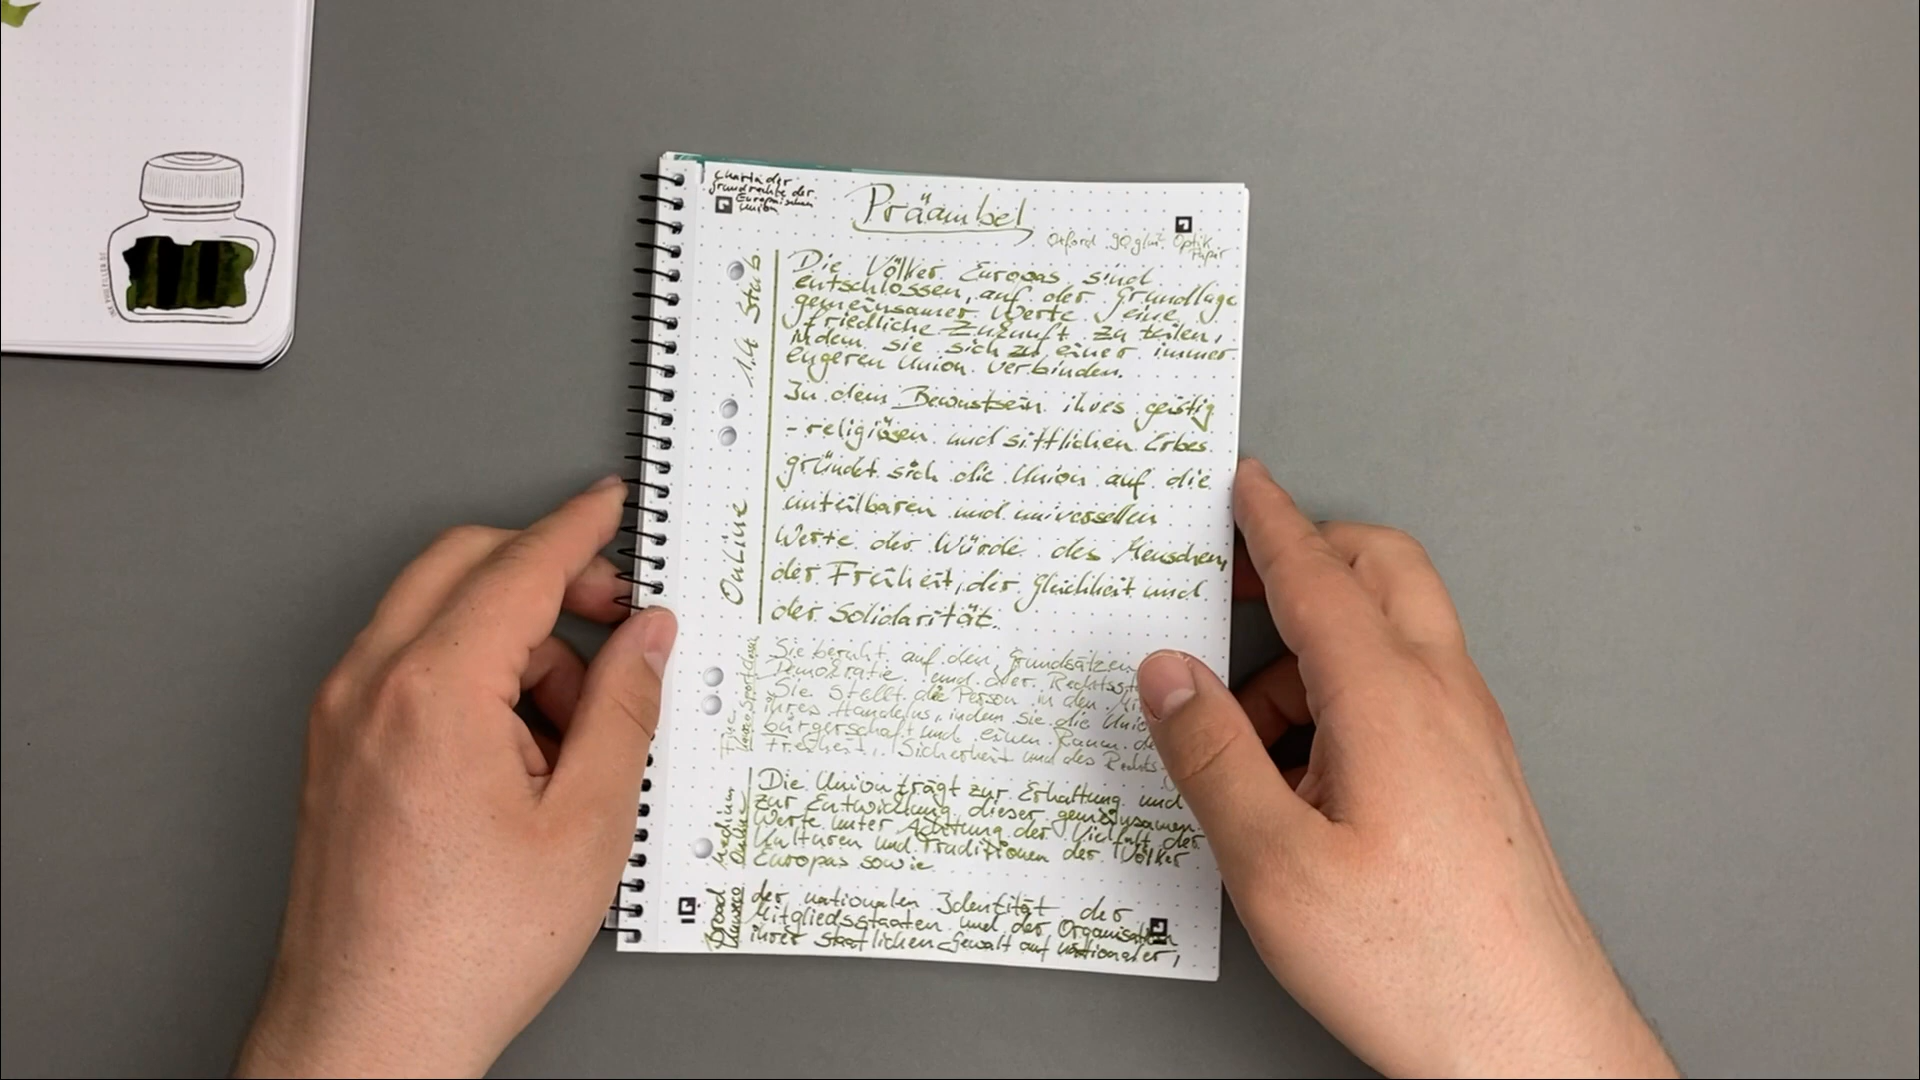 Charta der
Grundrechte der
Europäischen
Union
Präambel
Oxford 90 g/m² Optik
Papier
1.4 Stub
OnLine
Die Völker Europas sind
entschlossen, auf der Grundlage
gemeinsamer Werte eine
friedliche Zukunft zu teilen,
indem sie sich zu einer immer
engeren Union verbinden.
In dem Bewustsein ihres geistig
-religiösen und sittlichen Erbes
gründet sich die Union auf die
unteilbaren und universellen
Werte der Würde des Menschen,
der Freiheit, der Gleichheit und
der Solidarität.
Fine
Sie beruht auf den Grundsätzen
Demokratie und der Rechtsst
Sie stellt die Person in den Mi
ihres Handelns, indem sie die Unio
bürgerschaft und einen Raum de
Freiheit, Sicherheit und des Rechts
Medium
Online
Die Union trägt zur Erhaltung und
zur Entwicklung dieser gemeinsamen
Werte unter Achtung der Vielfalt der
Kulturen und Traditionen der Völker
Europas sowie
Broad
der nationalen Identität der
Mitgliedsstaaten und der Organisation
ihrer staatlichen Gewalt auf nationaler,